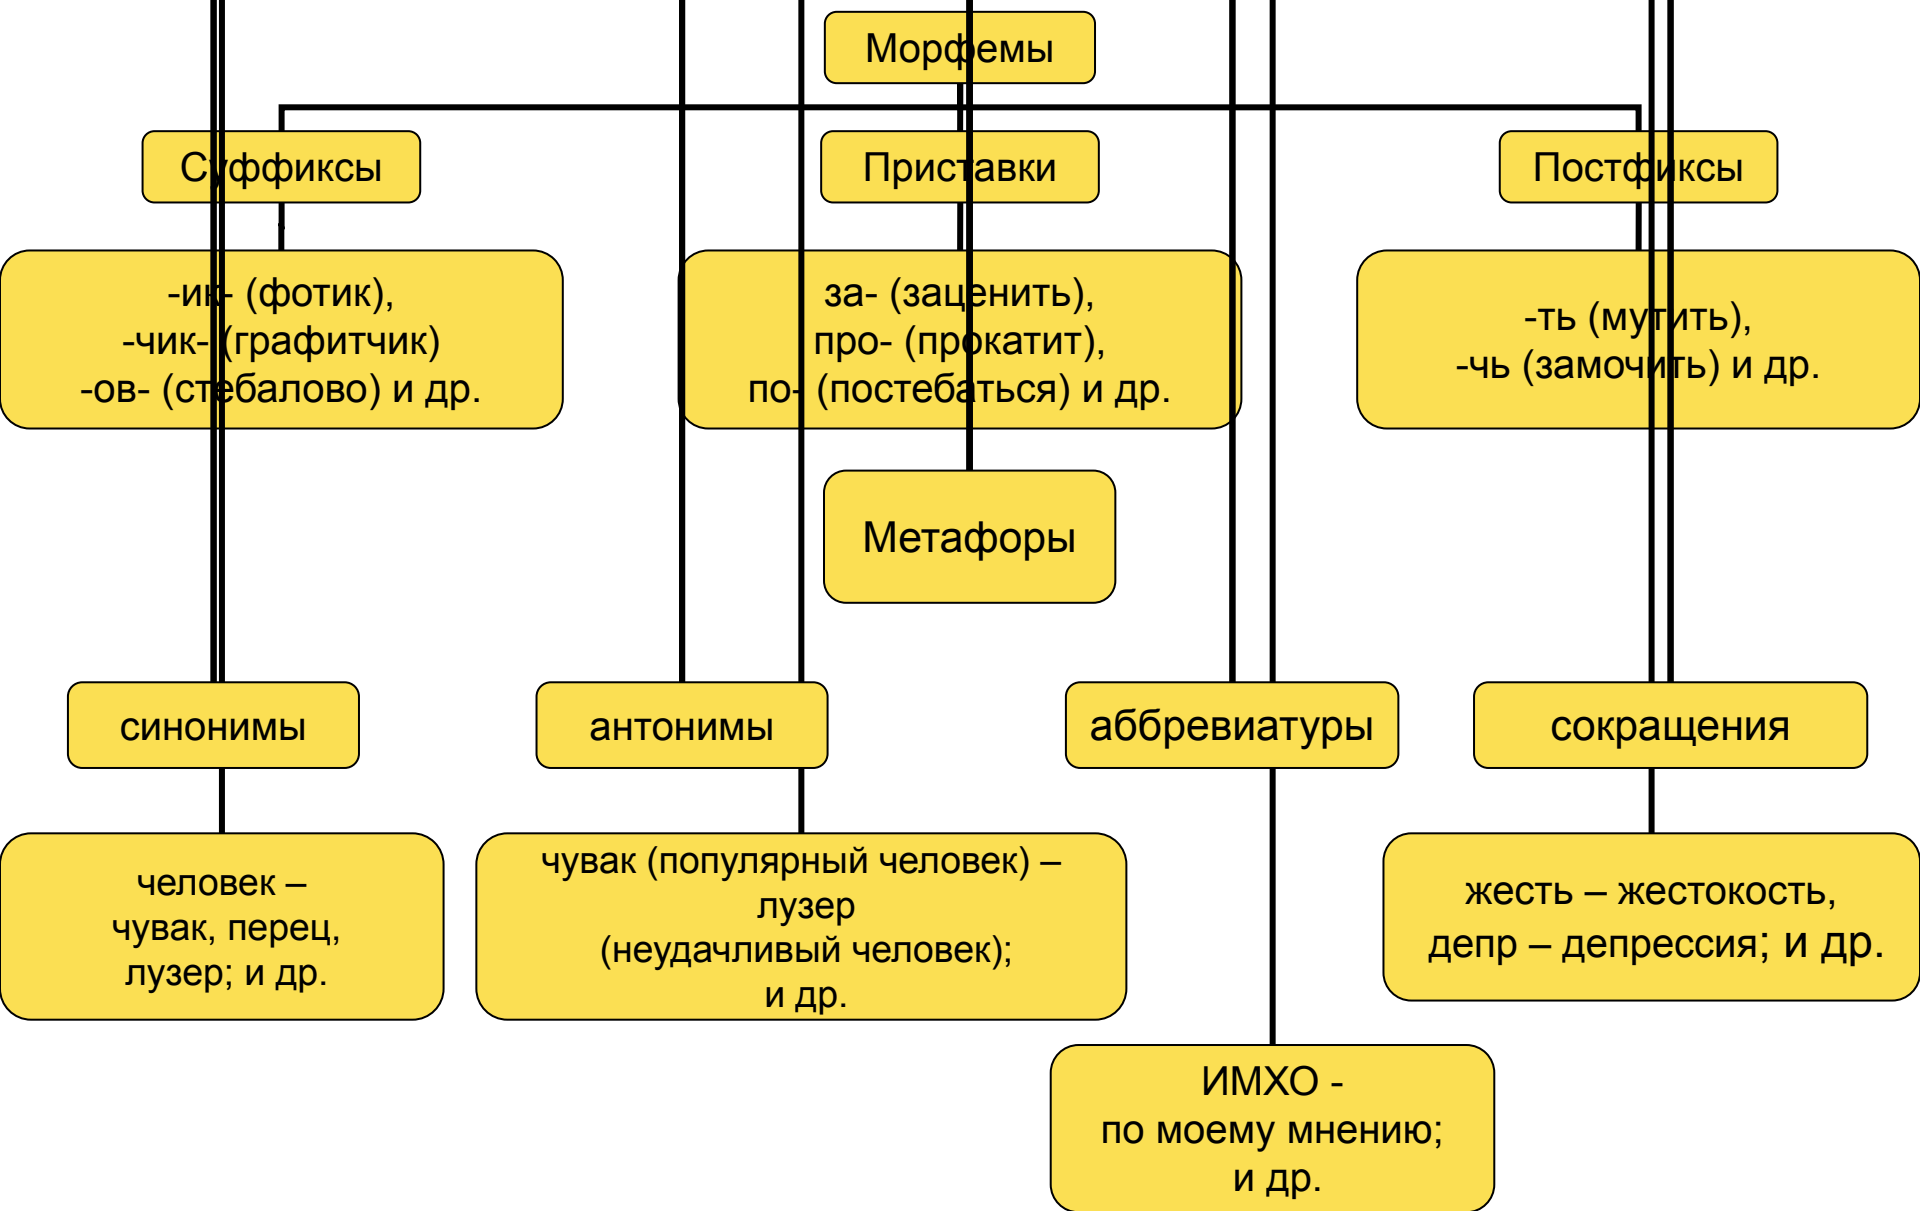 Морфемы
Суффиксы
Приставки
Постфиксы
-ик- (фотик),
-чик- (графитчик)
-ов- (стебалово) и др.
за- (заценить),
про- (прокатит),
по- (постебаться) и др.
-ть (мутить),
-чь (замочить) и др.
Метафоры
синонимы
антонимы
аббревиатуры
сокращения
человек –
чувак, перец,
лузер; и др.
чувак (популярный человек) –
лузер
(неудачливый человек);
и др.
жесть – жестокость,
депр – депрессия; и др.
ИМХО -
по моему мнению;
и др.